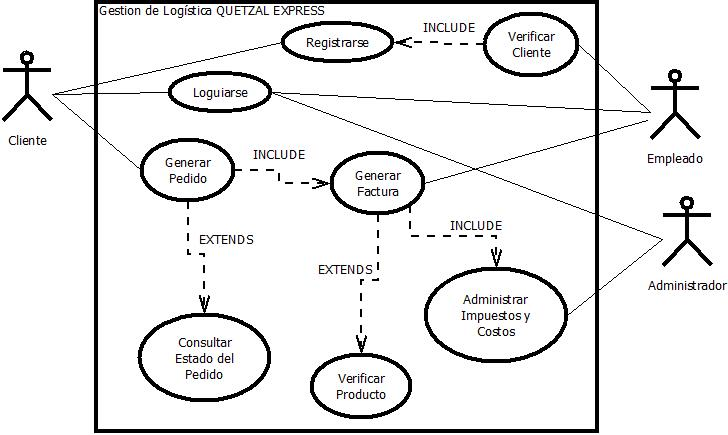 Gestion de Logística QUETZAL EXPRESS
Registrarse
INCLUDE
Verificar
Cliente
Cliente
Loguiarse
Empleado
Generar
Pedido
INCLUDE
Generar
Factura
EXTENDS
INCLUDE
EXTENDS
Administrador
Administrar
Impuestos y
Costos
Consultar
Estado del
Pedido
Verificar
Producto